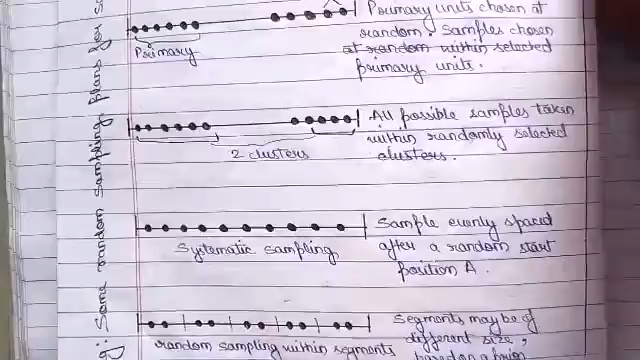 Primary units chosen at
random. Samples chosen
at random within selected
primary units.
Primary
All possible samples taken
within randomly selected
clusters.
2 clusters
Sample evenly spaced
after a random start
position A.
Systematic sampling
Segments may be of
different size,
based on a
random sampling within segments
: Some random sampling plans for